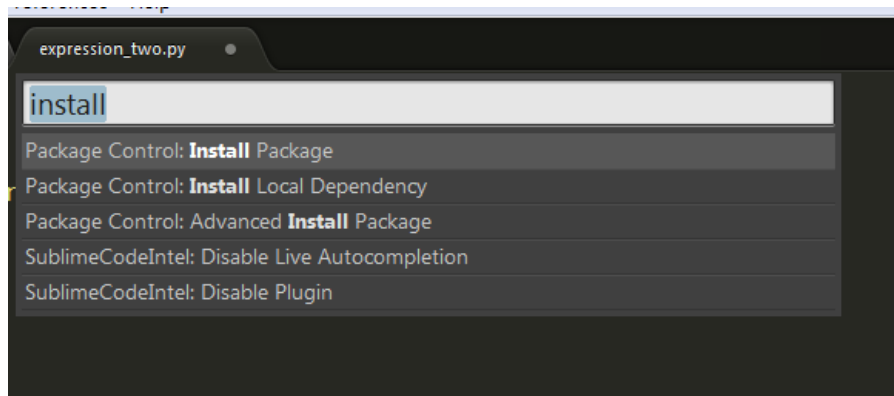 expression_two.py
install
Package Control: Install Package
Package Control: Install Local Dependency
Package Control: Advanced Install Package
SublimeCodeIntel: Disable Live Autocompletion
SublimeCodeIntel: Disable Plugin